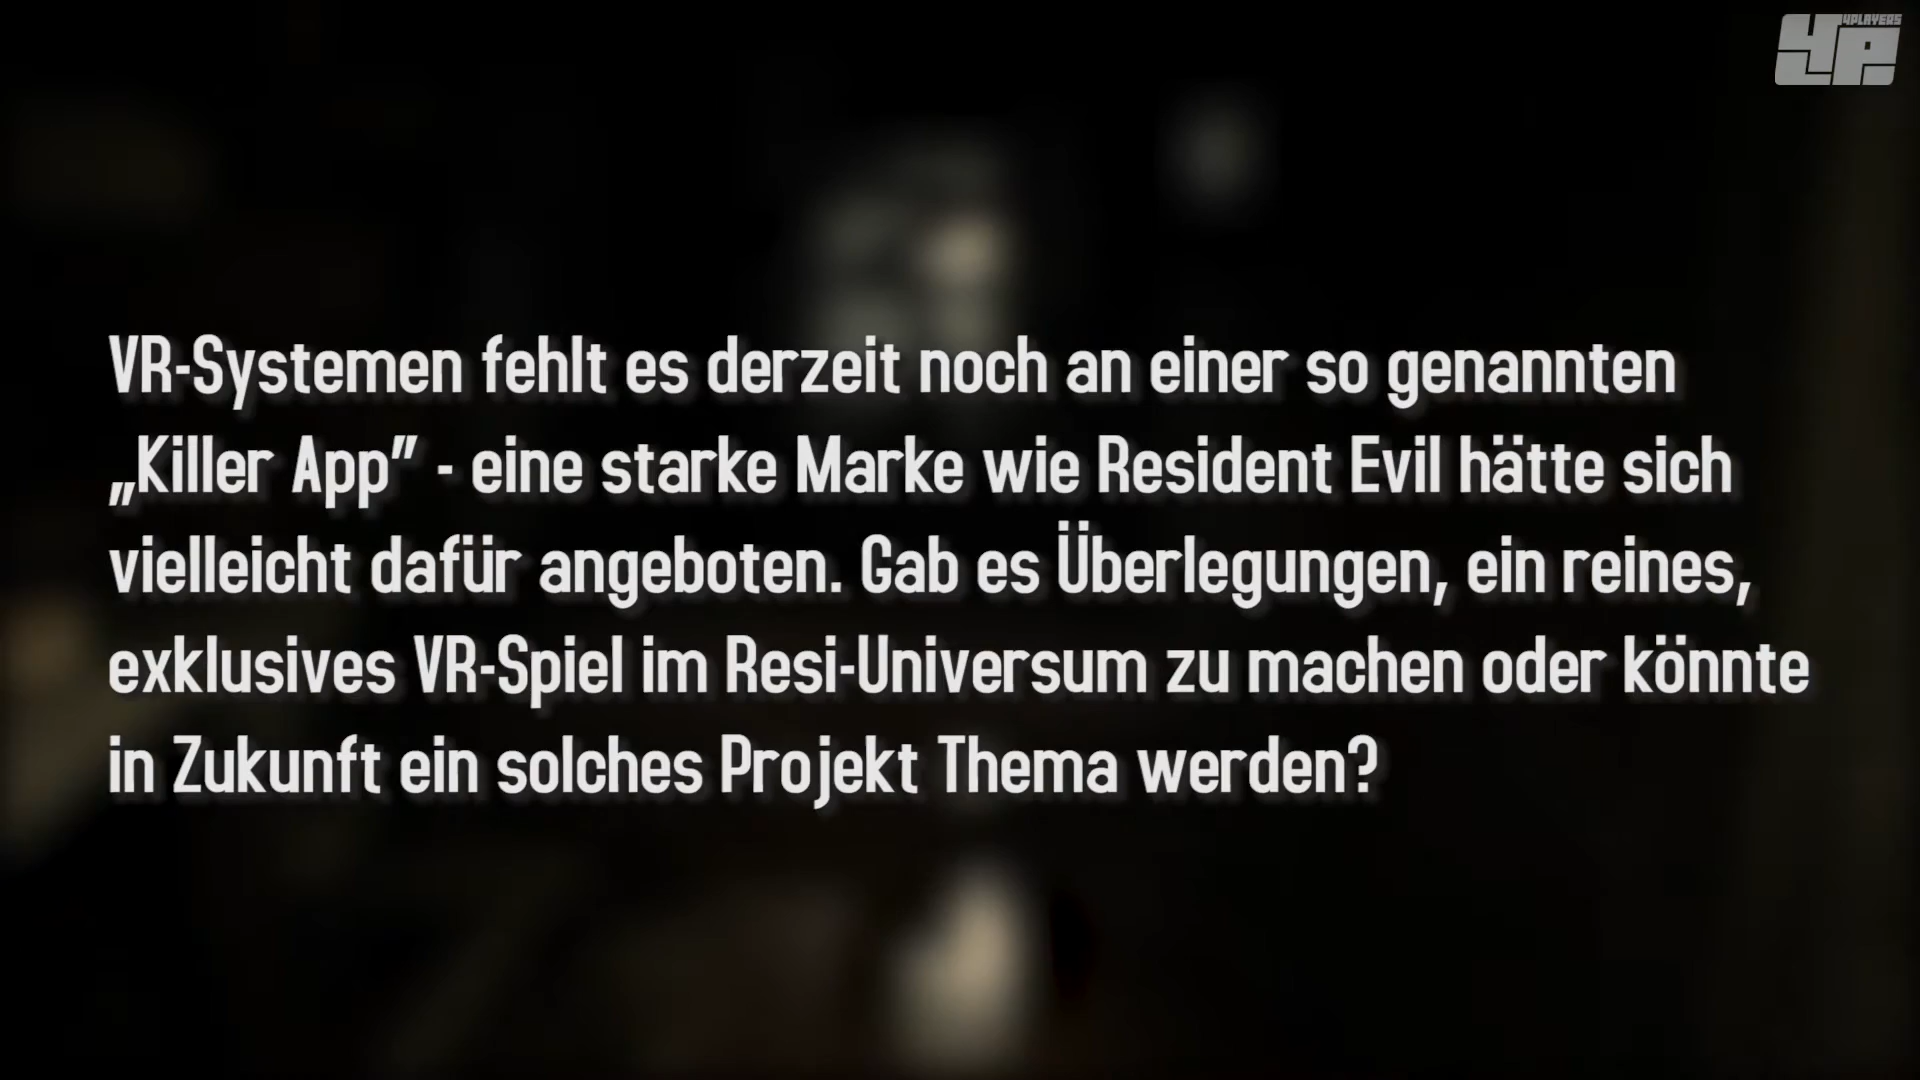 4PLAYERS
4P
VR-Systemen fehlt es derzeit noch an einer so genannten
„Killer App” - eine starke Marke wie Resident Evil hätte sich
vielleicht dafür angeboten. Gab es Überlegungen, ein reines,
exklusives VR-Spiel im Resi-Universum zu machen oder könnte
in Zukunft ein solches Projekt Thema werden?